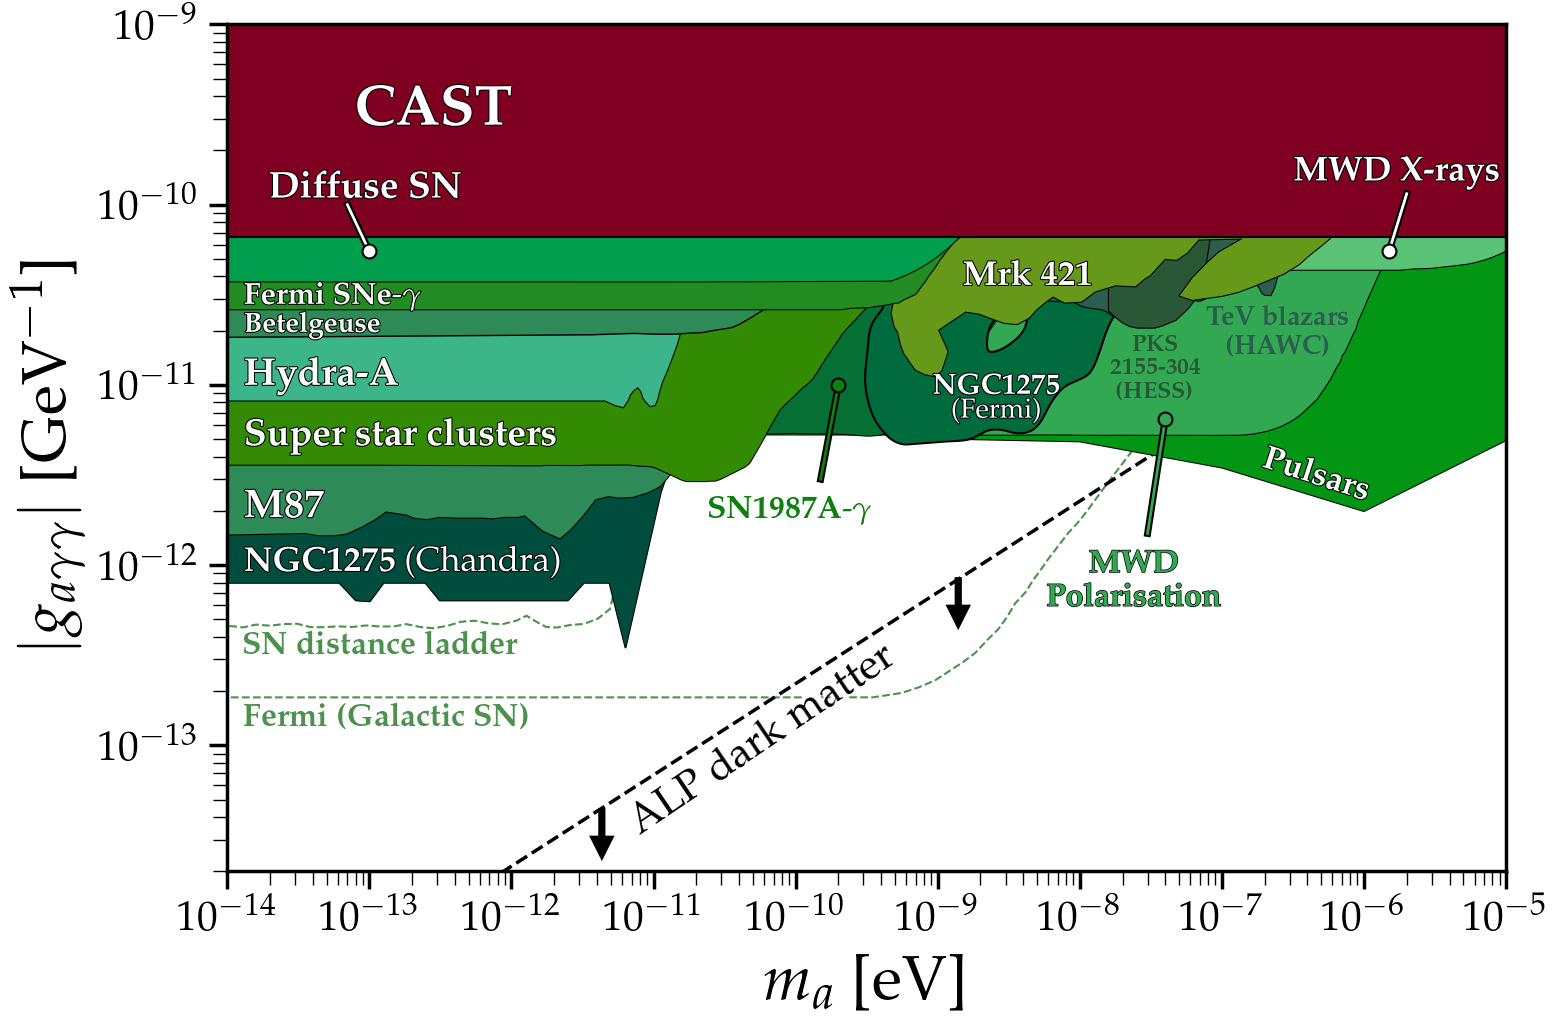 10⁻⁹
CAST
Diffuse SN
MWD X-rays
10⁻¹⁰
Fermi SNe-γ
Betelgeuse
Mrk 421
TeV blazars
(HAWC)
PKS
2155-304
(HESS)
Hydra-A
10⁻¹¹
NGC1275
(Fermi)
Super star clusters
Pulsars
M87
SN1987A-γ
NGC1275 (Chandra)
10⁻¹²
MWD
Polarisation
SN distance ladder
Fermi (Galactic SN)
ALP dark matter
10⁻¹³
|g_{aγγ}| [GeV⁻¹]
10⁻¹⁴ 10⁻¹³ 10⁻¹² 10⁻¹¹ 10⁻¹⁰ 10⁻⁹ 10⁻⁸ 10⁻⁷ 10⁻⁶ 10⁻⁵
mₐ [eV]